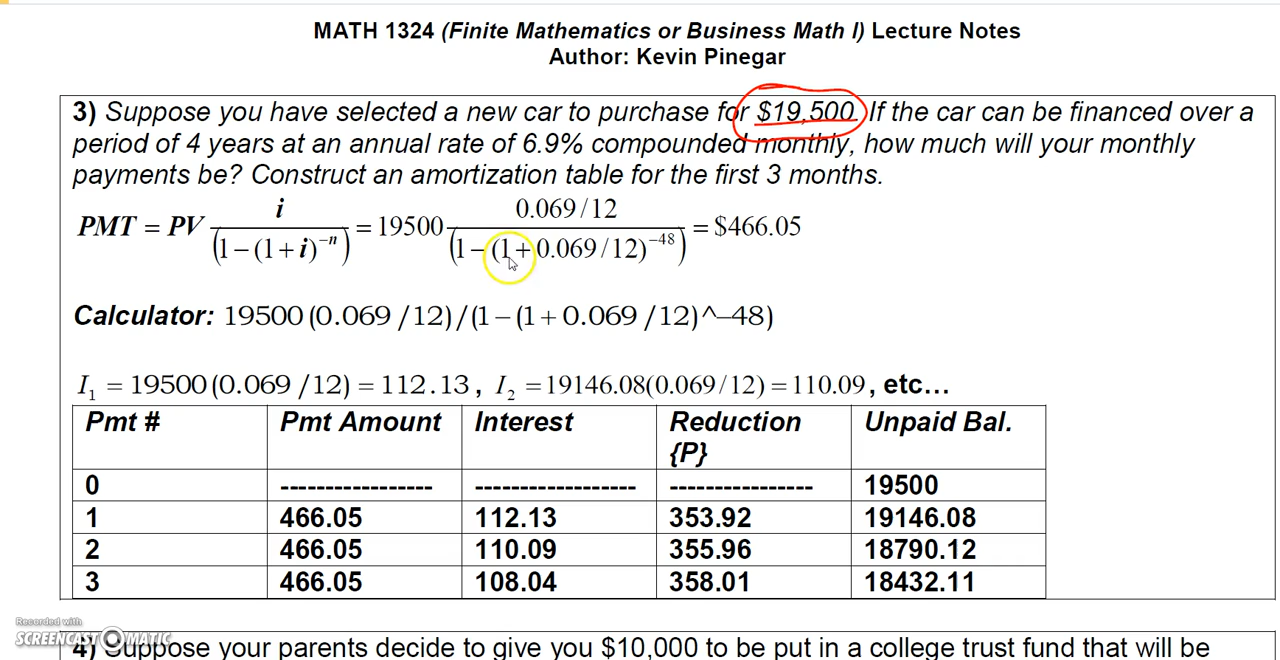 MATH 1324 (Finite Mathematics or Business Math I) Lecture Notes
Author: Kevin Pinegar
3) Suppose you have selected a new car to purchase for $19,500. If the car can be financed over a
period of 4 years at an annual rate of 6.9% compounded monthly, how much will your monthly
payments be? Construct an amortization table for the first 3 months.
PMT = PV i/(1−(1+i)^−n) = 19500 0.069/12/(1−(1+0.069/12)^−48) = $466.05
Calculator: 19500(0.069/12)/(1−(1+0.069/12)^–48)
I₁ = 19500(0.069/12) = 112.13, I₂ = 19146.08(0.069/12) = 110.09, etc…
Pmt # Pmt Amount Interest Reduction {P} Unpaid Bal.
0 ----------------- ------------------ ---------------- 19500
1 466.05 112.13 353.92 19146.08
2 466.05 110.09 355.96 18790.12
3 466.05 108.04 358.01 18432.11
Recorded with
SCREENCAST-O-MATIC
4) Suppose your parents decide to give you $10,000 to be put in a college trust fund that will be